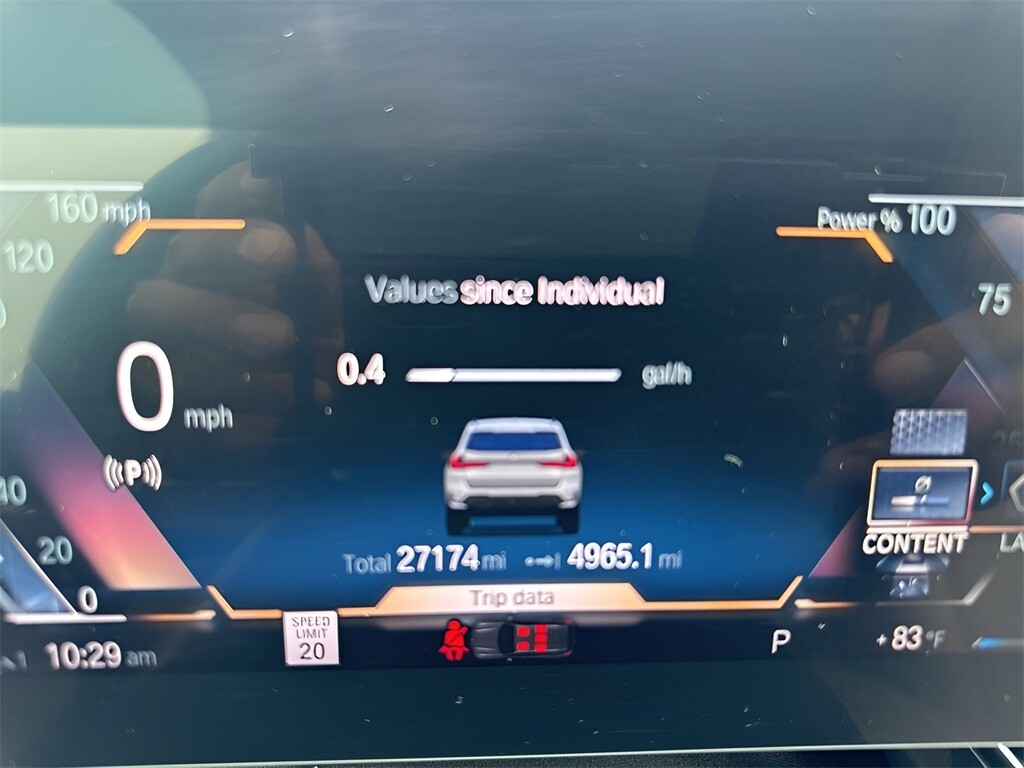 160 mph
Power % 100
120
75
Values since Individual
0.4 gal/h
0 mph
((P))
40
20
0
Total 27174 mi 4965.1 mi
CONTENT
LA
Trip data
SPEED
LIMIT
20
10:29 am
P
+83 °F